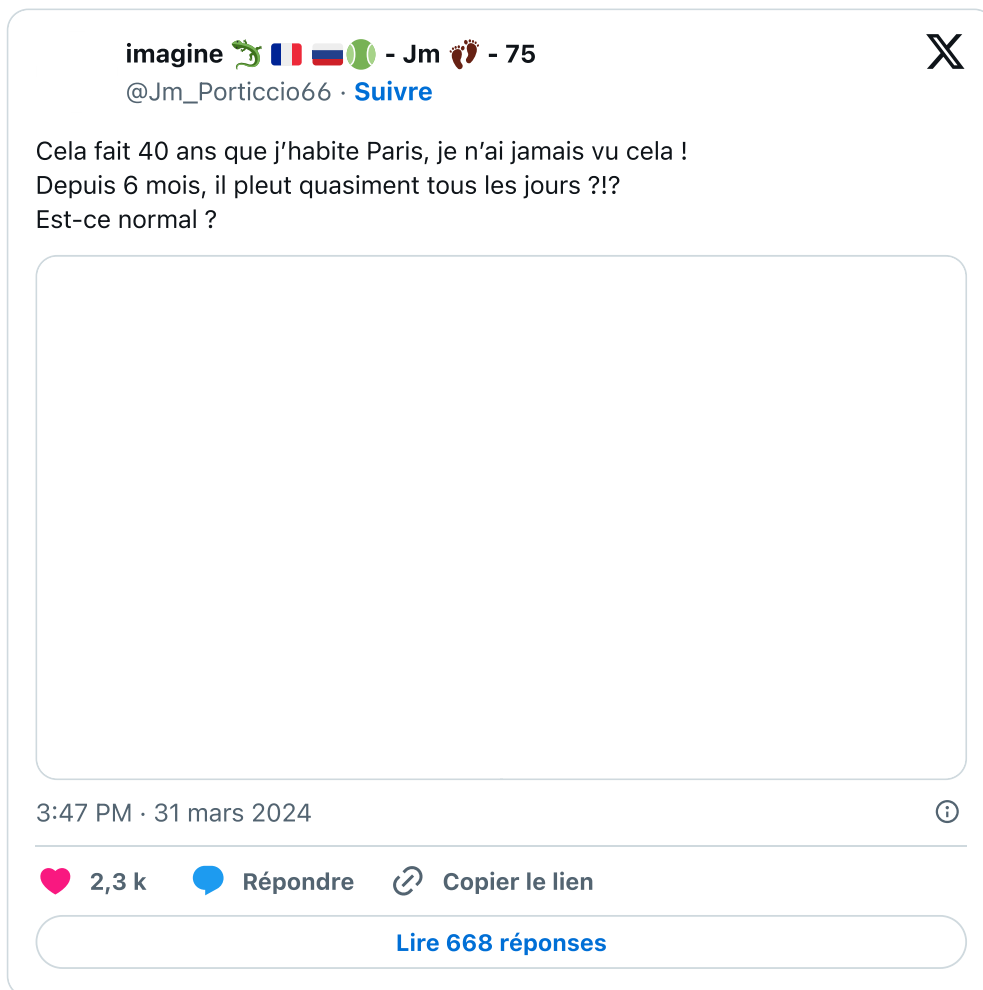 imagine 🦎 🇫🇷 🇷🇺🎾 - Jm 👣 - 75
@Jm_Porticcio66 · Suivre
Cela fait 40 ans que j’habite Paris, je n’ai jamais vu cela !
Depuis 6 mois, il pleut quasiment tous les jours ?!?
Est-ce normal ?
3:47 PM · 31 mars 2024
2,3 k Répondre Copier le lien
Lire 668 réponses